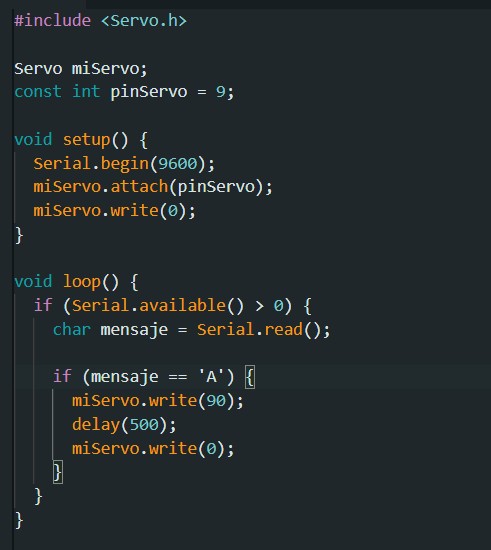 #include <Servo.h>
Servo miServo;
const int pinServo = 9;
void setup() {
Serial.begin(9600);
miServo.attach(pinServo);
miServo.write(0);
}
void loop() {
if (Serial.available() > 0) {
char mensaje = Serial.read();
if (mensaje == 'A') {
miServo.write(90);
delay(500);
miServo.write(0);
}
}
}